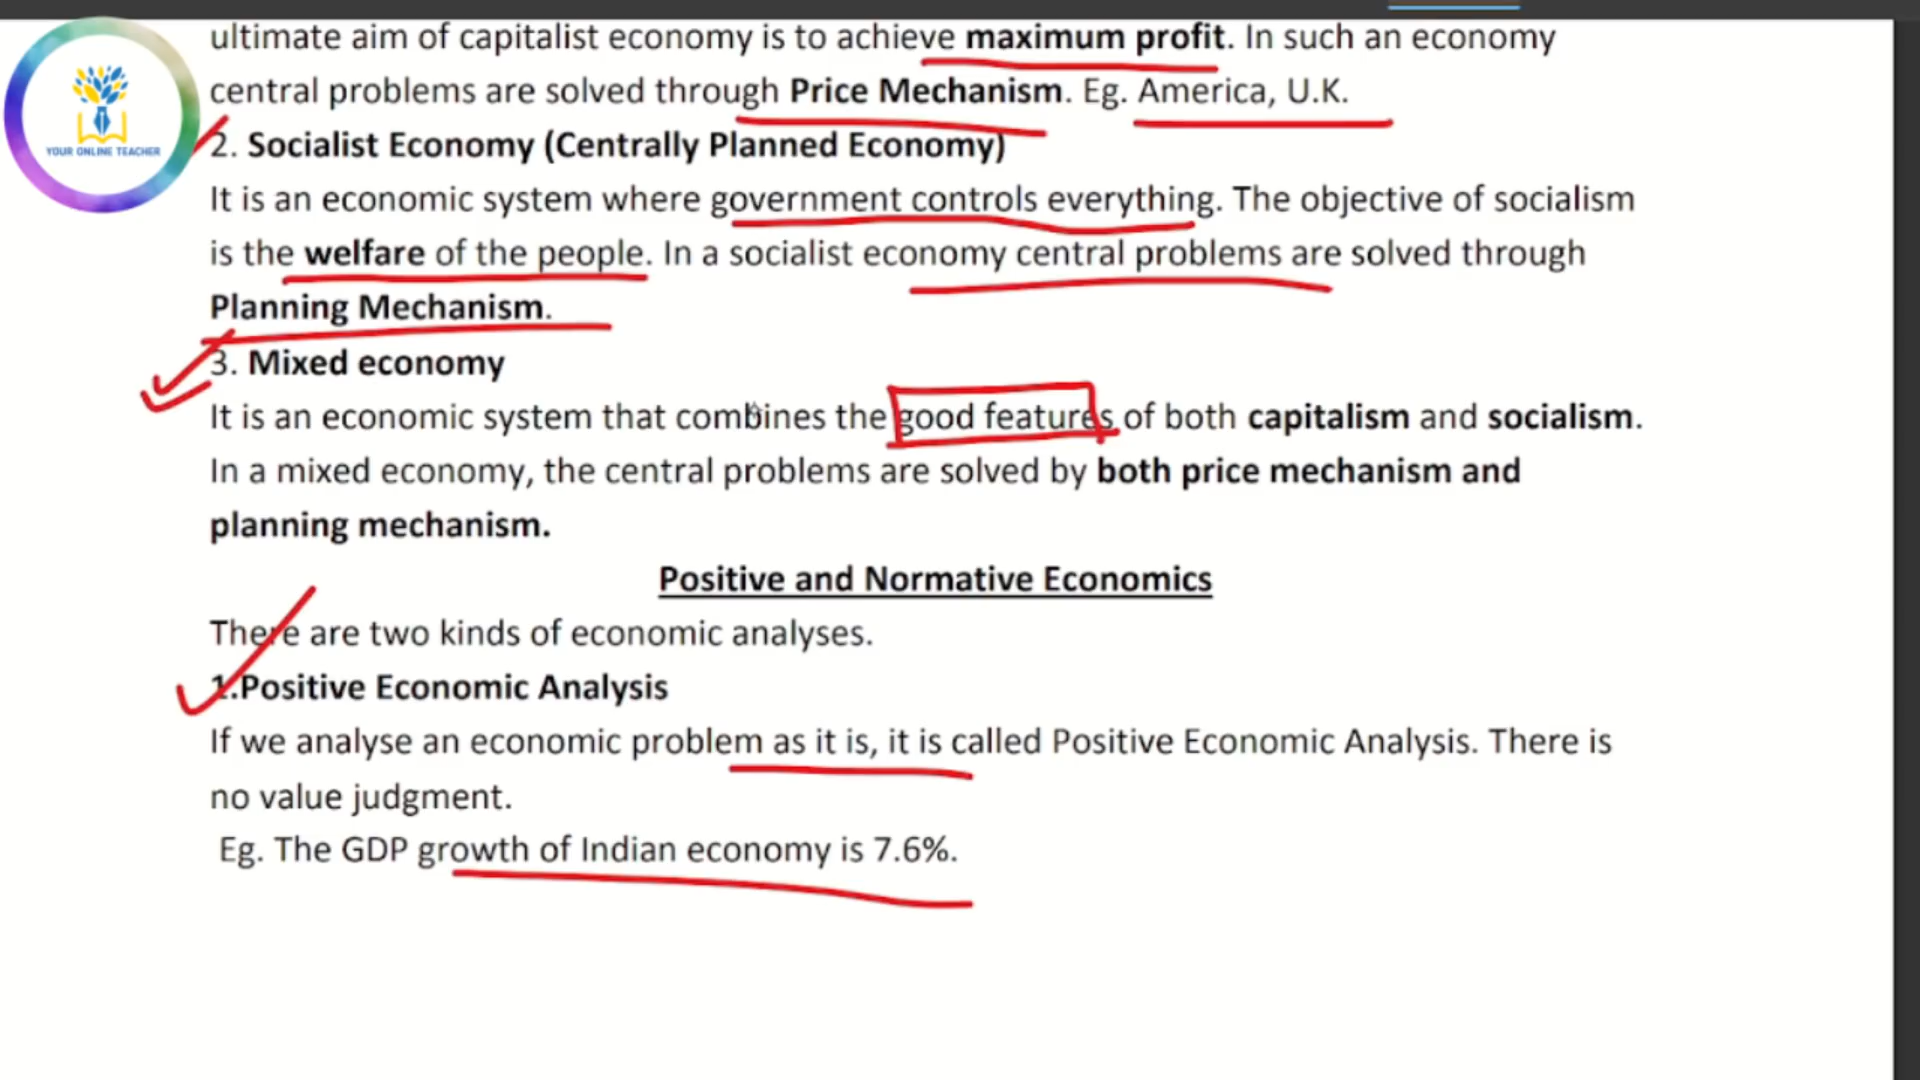 ultimate aim of capitalist economy is to achieve maximum profit. In such an economy
central problems are solved through Price Mechanism. Eg. America, U.K.
YOUR ONLINE TEACHER
2. Socialist Economy (Centrally Planned Economy)
It is an economic system where government controls everything. The objective of socialism
is the welfare of the people. In a socialist economy central problems are solved through
Planning Mechanism.
3. Mixed economy
It is an economic system that combines the good features of both capitalism and socialism.
In a mixed economy, the central problems are solved by both price mechanism and
planning mechanism.
Positive and Normative Economics
There are two kinds of economic analyses.
1.Positive Economic Analysis
If we analyse an economic problem as it is, it is called Positive Economic Analysis. There is
no value judgment.
Eg. The GDP growth of Indian economy is 7.6%.